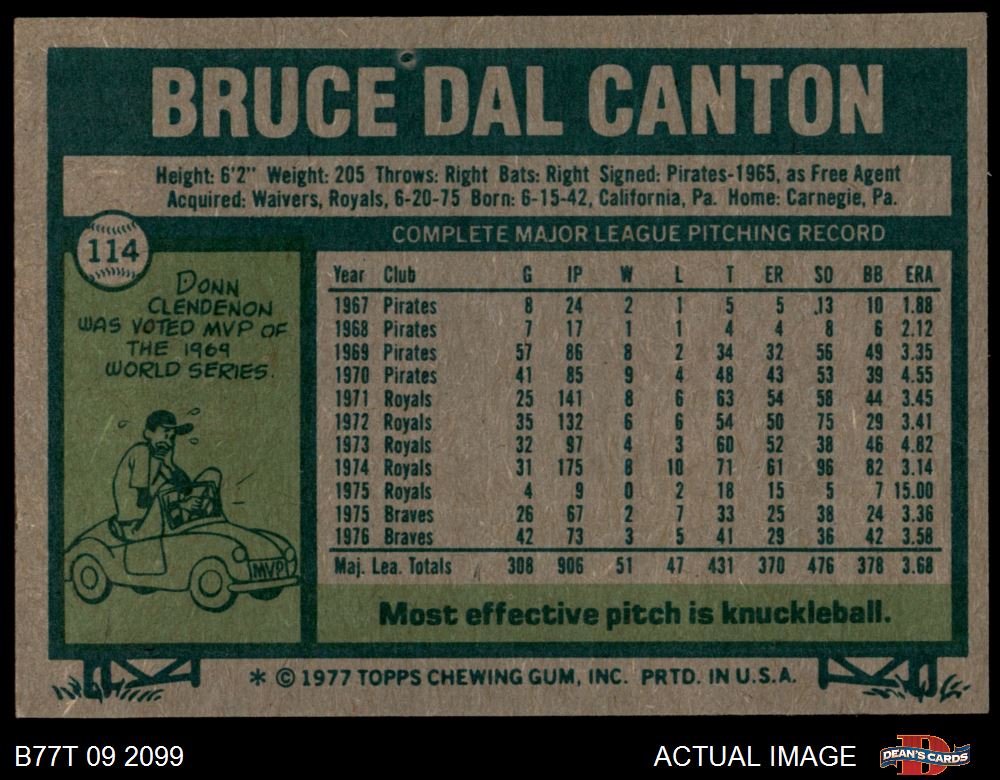 BRUCE DAL CANTON
Height: 6'2" Weight: 205 Throws: Right Bats: Right Signed: Pirates-1965, as Free Agent
Acquired: Waivers, Royals, 6-20-75 Born: 6-15-42, California, Pa. Home: Carnegie, Pa.
114
DONN
CLENDENON
WAS VOTED MVP OF
THE 1969
WORLD SERIES.
MVP
COMPLETE MAJOR LEAGUE PITCHING RECORD
Year Club G IP W L T ER SO BB ERA
1967 Pirates 8 24 2 1 5 5 13 10 1.88
1968 Pirates 7 17 1 1 4 4 8 6 2.12
1969 Pirates 57 86 8 2 34 32 56 49 3.35
1970 Pirates 41 85 9 4 48 43 53 39 4.55
1971 Royals 25 141 8 6 63 54 58 44 3.45
1972 Royals 35 132 6 6 54 50 75 29 3.41
1973 Royals 32 97 4 3 60 52 38 46 4.82
1974 Royals 31 175 8 10 71 61 96 82 3.14
1975 Royals 4 9 0 2 18 15 5 7 15.00
1975 Braves 26 67 2 7 33 25 38 24 3.36
1976 Braves 42 73 3 5 41 29 36 42 3.58
Maj. Lea. Totals 308 906 51 47 431 370 476 378 3.68
Most effective pitch is knuckleball.
* © 1977 TOPPS CHEWING GUM, INC. PRTD. IN U.S.A.
B77T 09 2099
ACTUAL IMAGE
DEAN'S CARDS